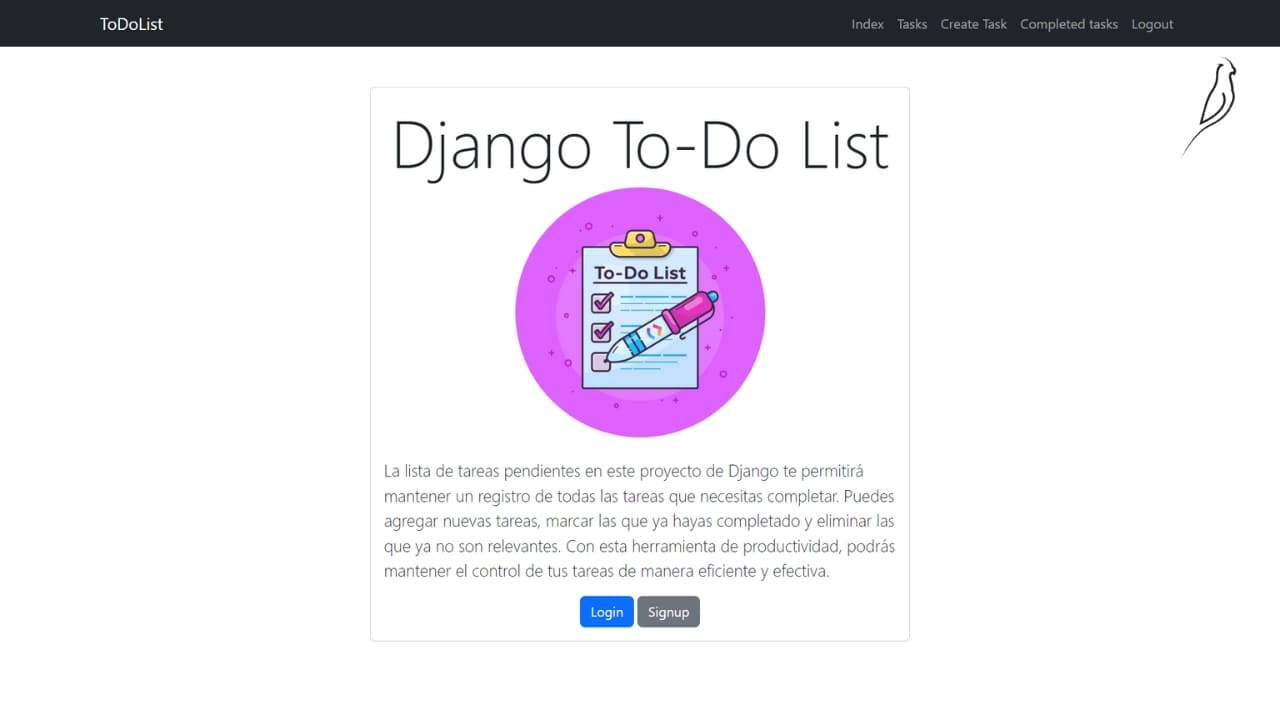 ToDoList
Index Tasks Create Task Completed tasks Logout
Django To-Do List
To-Do List
La lista de tareas pendientes en este proyecto de Django te permitirá
mantener un registro de todas las tareas que necesitas completar. Puedes
agregar nuevas tareas, marcar las que ya hayas completado y eliminar las
que ya no son relevantes. Con esta herramienta de productividad, podrás
mantener el control de tus tareas de manera eficiente y efectiva.
Login Signup